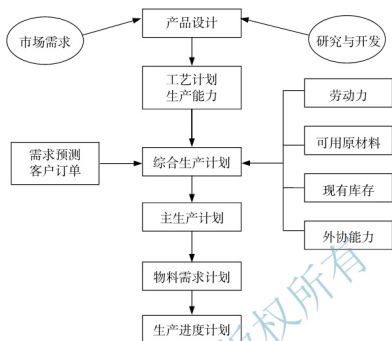 市场需求
产品设计
研究与开发
工艺计划
生产能力
劳动力
可用原材料
需求预测
客户订单
综合生产计划
现有库存
主生产计划
外协能力
物料需求计划
生产进度计划
权所有